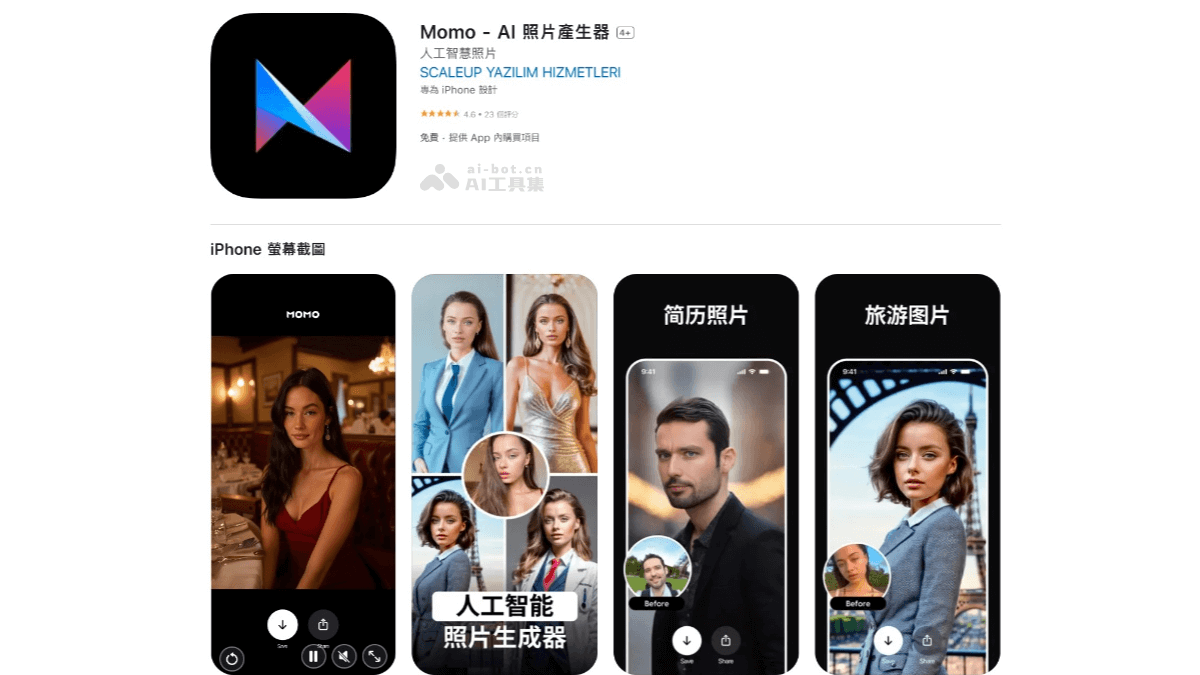 Momo - AI 照片產生器 4+
人工智慧照片
SCALEUP YAZILIM HIZMETLERI
專為 iPhone 設計
4.6 • 23 個評分
免費 - 提供 App 內購買項目
ai-bot.cn
AI工具集
iPhone 螢幕截圖
MOMO
Save
Share
人工智能
照片生成器
简历照片
9:41
Before
Save
Share
旅游图片
9:41
Before
Save
Share